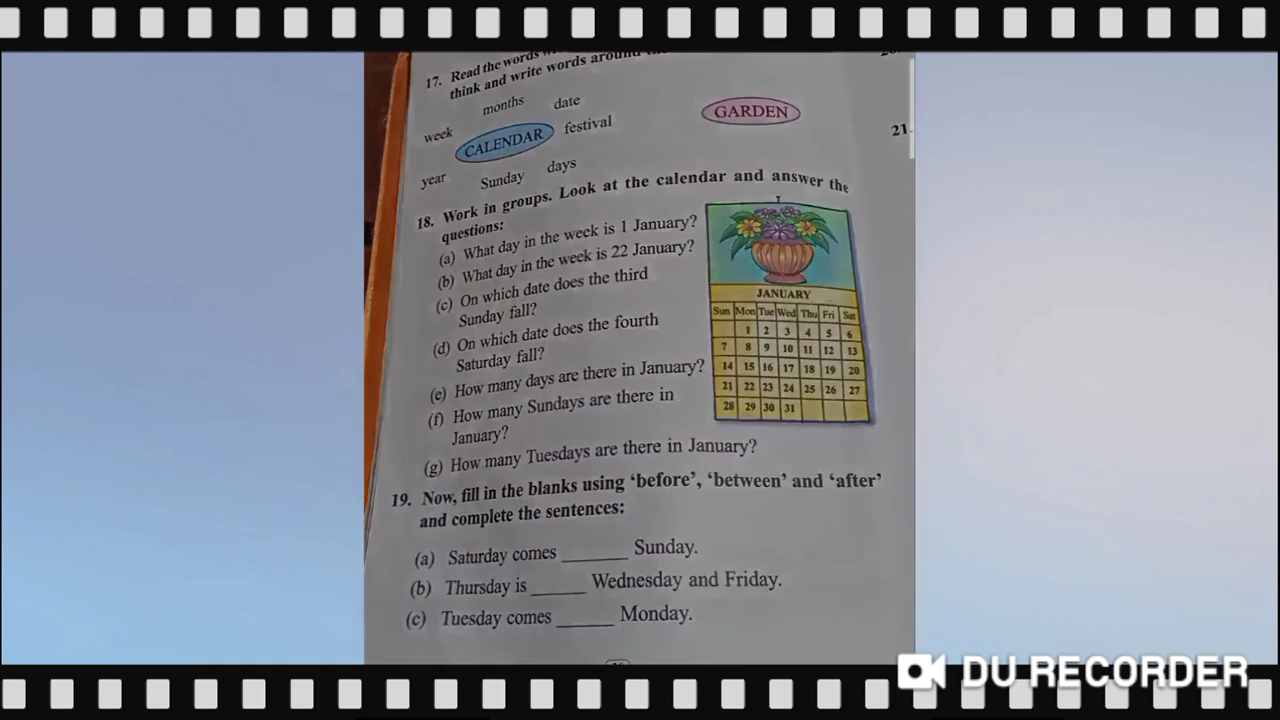 17. Read the words
think and write words around
months date
week CALENDAR festival
year Sunday days
GARDEN
21.
18. Work in groups. Look at the calendar and answer the
questions:
(a) What day in the week is 1 January?
(b) What day in the week is 22 January?
(c) On which date does the third
Sunday fall?
(d) On which date does the fourth
Saturday fall?
(e) How many days are there in January?
(f) How many Sundays are there in
January?
(g) How many Tuesdays are there in January?
JANUARY
Sun Mon Tue Wed Thu Fri Sat
1 2 3 4 5 6
7 8 9 10 11 12 13
14 15 16 17 18 19 20
21 22 23 24 25 26 27
28 29 30 31
19. Now, fill in the blanks using ‘before’, ‘between’ and ‘after’
and complete the sentences:
(a) Saturday comes ______ Sunday.
(b) Thursday is ______ Wednesday and Friday.
(c) Tuesday comes ______ Monday.
DU RECORDER